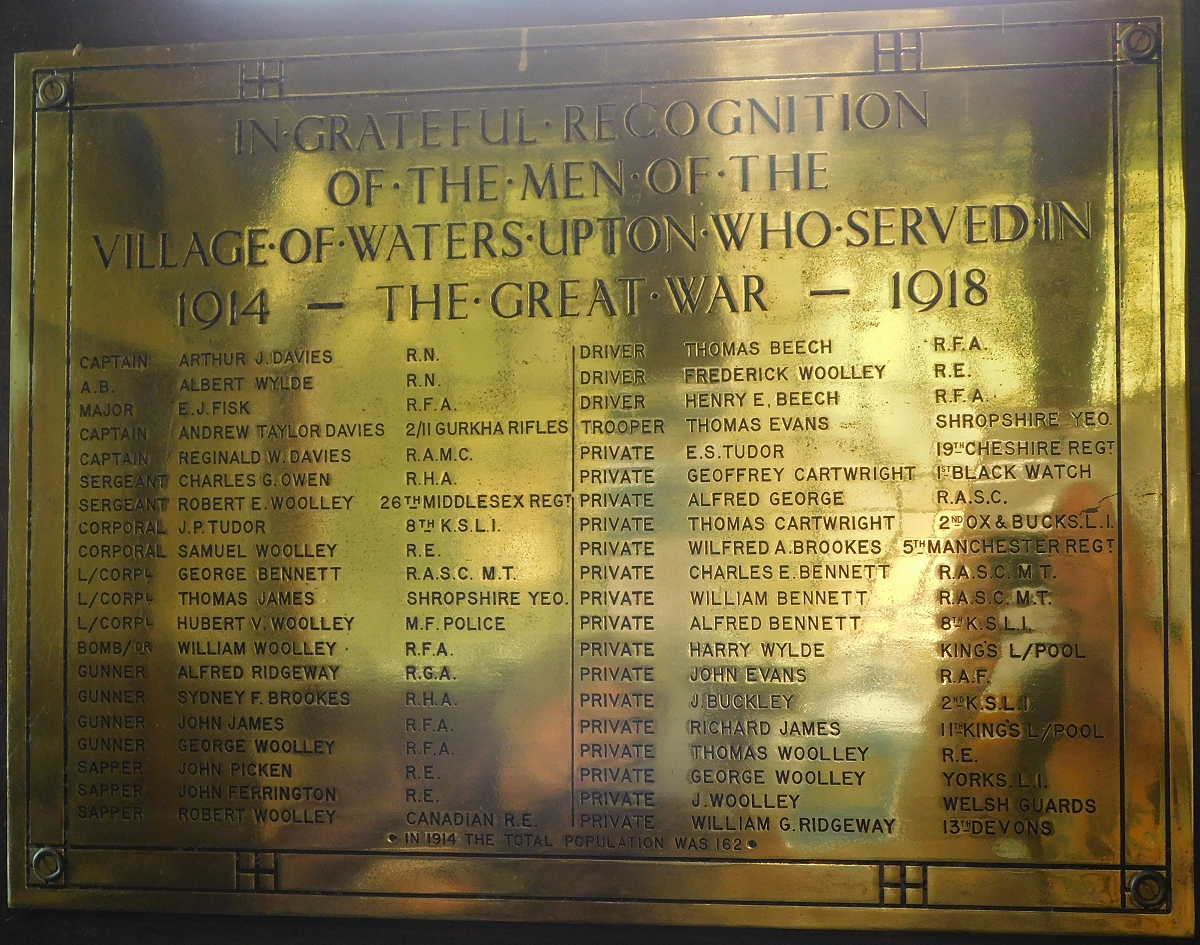 IN·GRATEFUL·RECOGNITION
OF·THE·MEN·OF·THE
VILLAGE·OF·WATERS·UPTON·WHO·SERVED·IN
1914 — THE·GREAT·WAR — 1918
CAPTAIN ARTHUR J. DAVIES R.N.
A.B. ALBERT WYLDE R.N.
MAJOR E.J. FISK R.F.A.
CAPTAIN ANDREW TAYLOR DAVIES 2/11 GURKHA RIFLES
CAPTAIN REGINALD W. DAVIES R.A.M.C.
SERGEANT CHARLES G. OWEN R.H.A.
SERGEANT ROBERT E. WOOLLEY 26TH MIDDLESEX REGT
CORPORAL J.P. TUDOR 8TH K.S.L.I.
CORPORAL SAMUEL WOOLLEY R.E.
L/CORPL GEORGE BENNETT R.A.S.C. M.T.
L/CORPL THOMAS JAMES SHROPSHIRE YEO.
L/CORPL HUBERT V. WOOLLEY M.F. POLICE
BOMB/DR WILLIAM WOOLLEY R.F.A.
GUNNER ALFRED RIDGEWAY R.G.A.
GUNNER SYDNEY F. BROOKES R.H.A.
GUNNER JOHN JAMES R.F.A.
GUNNER GEORGE WOOLLEY R.F.A.
SAPPER JOHN PICKEN R.E.
SAPPER JOHN FERRINGTON R.E.
SAPPER ROBERT WOOLLEY CANADIAN R.E.
DRIVER THOMAS BEECH R.F.A.
DRIVER FREDERICK WOOLLEY R.E.
DRIVER HENRY E. BEECH R.F.A.
TROOPER THOMAS EVANS SHROPSHIRE YEO.
PRIVATE E.S. TUDOR 19TH CHESHIRE REGT
PRIVATE GEOFFREY CARTWRIGHT 1ST BLACK WATCH
PRIVATE ALFRED GEORGE R.A.S.C.
PRIVATE THOMAS CARTWRIGHT 2ND OX & BUCKS. L.I.
PRIVATE WILFRED A. BROOKES 5TH MANCHESTER REGT
PRIVATE CHARLES E. BENNETT R.A.S.C. M.T.
PRIVATE WILLIAM BENNETT R.A.S.C. M.T.
PRIVATE ALFRED BENNETT 8TH K.S.L.I.
PRIVATE HARRY WYLDE KING'S L/POOL
PRIVATE JOHN EVANS R.A.F.
PRIVATE J. BUCKLEY 2ND K.S.L.I.
PRIVATE RICHARD JAMES 11TH KING'S L/POOL
PRIVATE THOMAS WOOLLEY R.E.
PRIVATE GEORGE WOOLLEY YORKS. L.I.
PRIVATE J. WOOLLEY WELSH GUARDS
PRIVATE WILLIAM G. RIDGEWAY 13TH DEVONS
• IN 1914 THE TOTAL POPULATION WAS 162 •